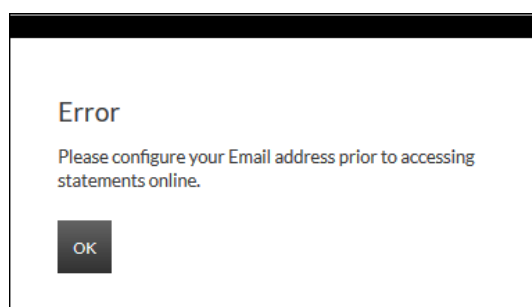 Error
Please configure your Email address prior to accessing
statements online.
OK